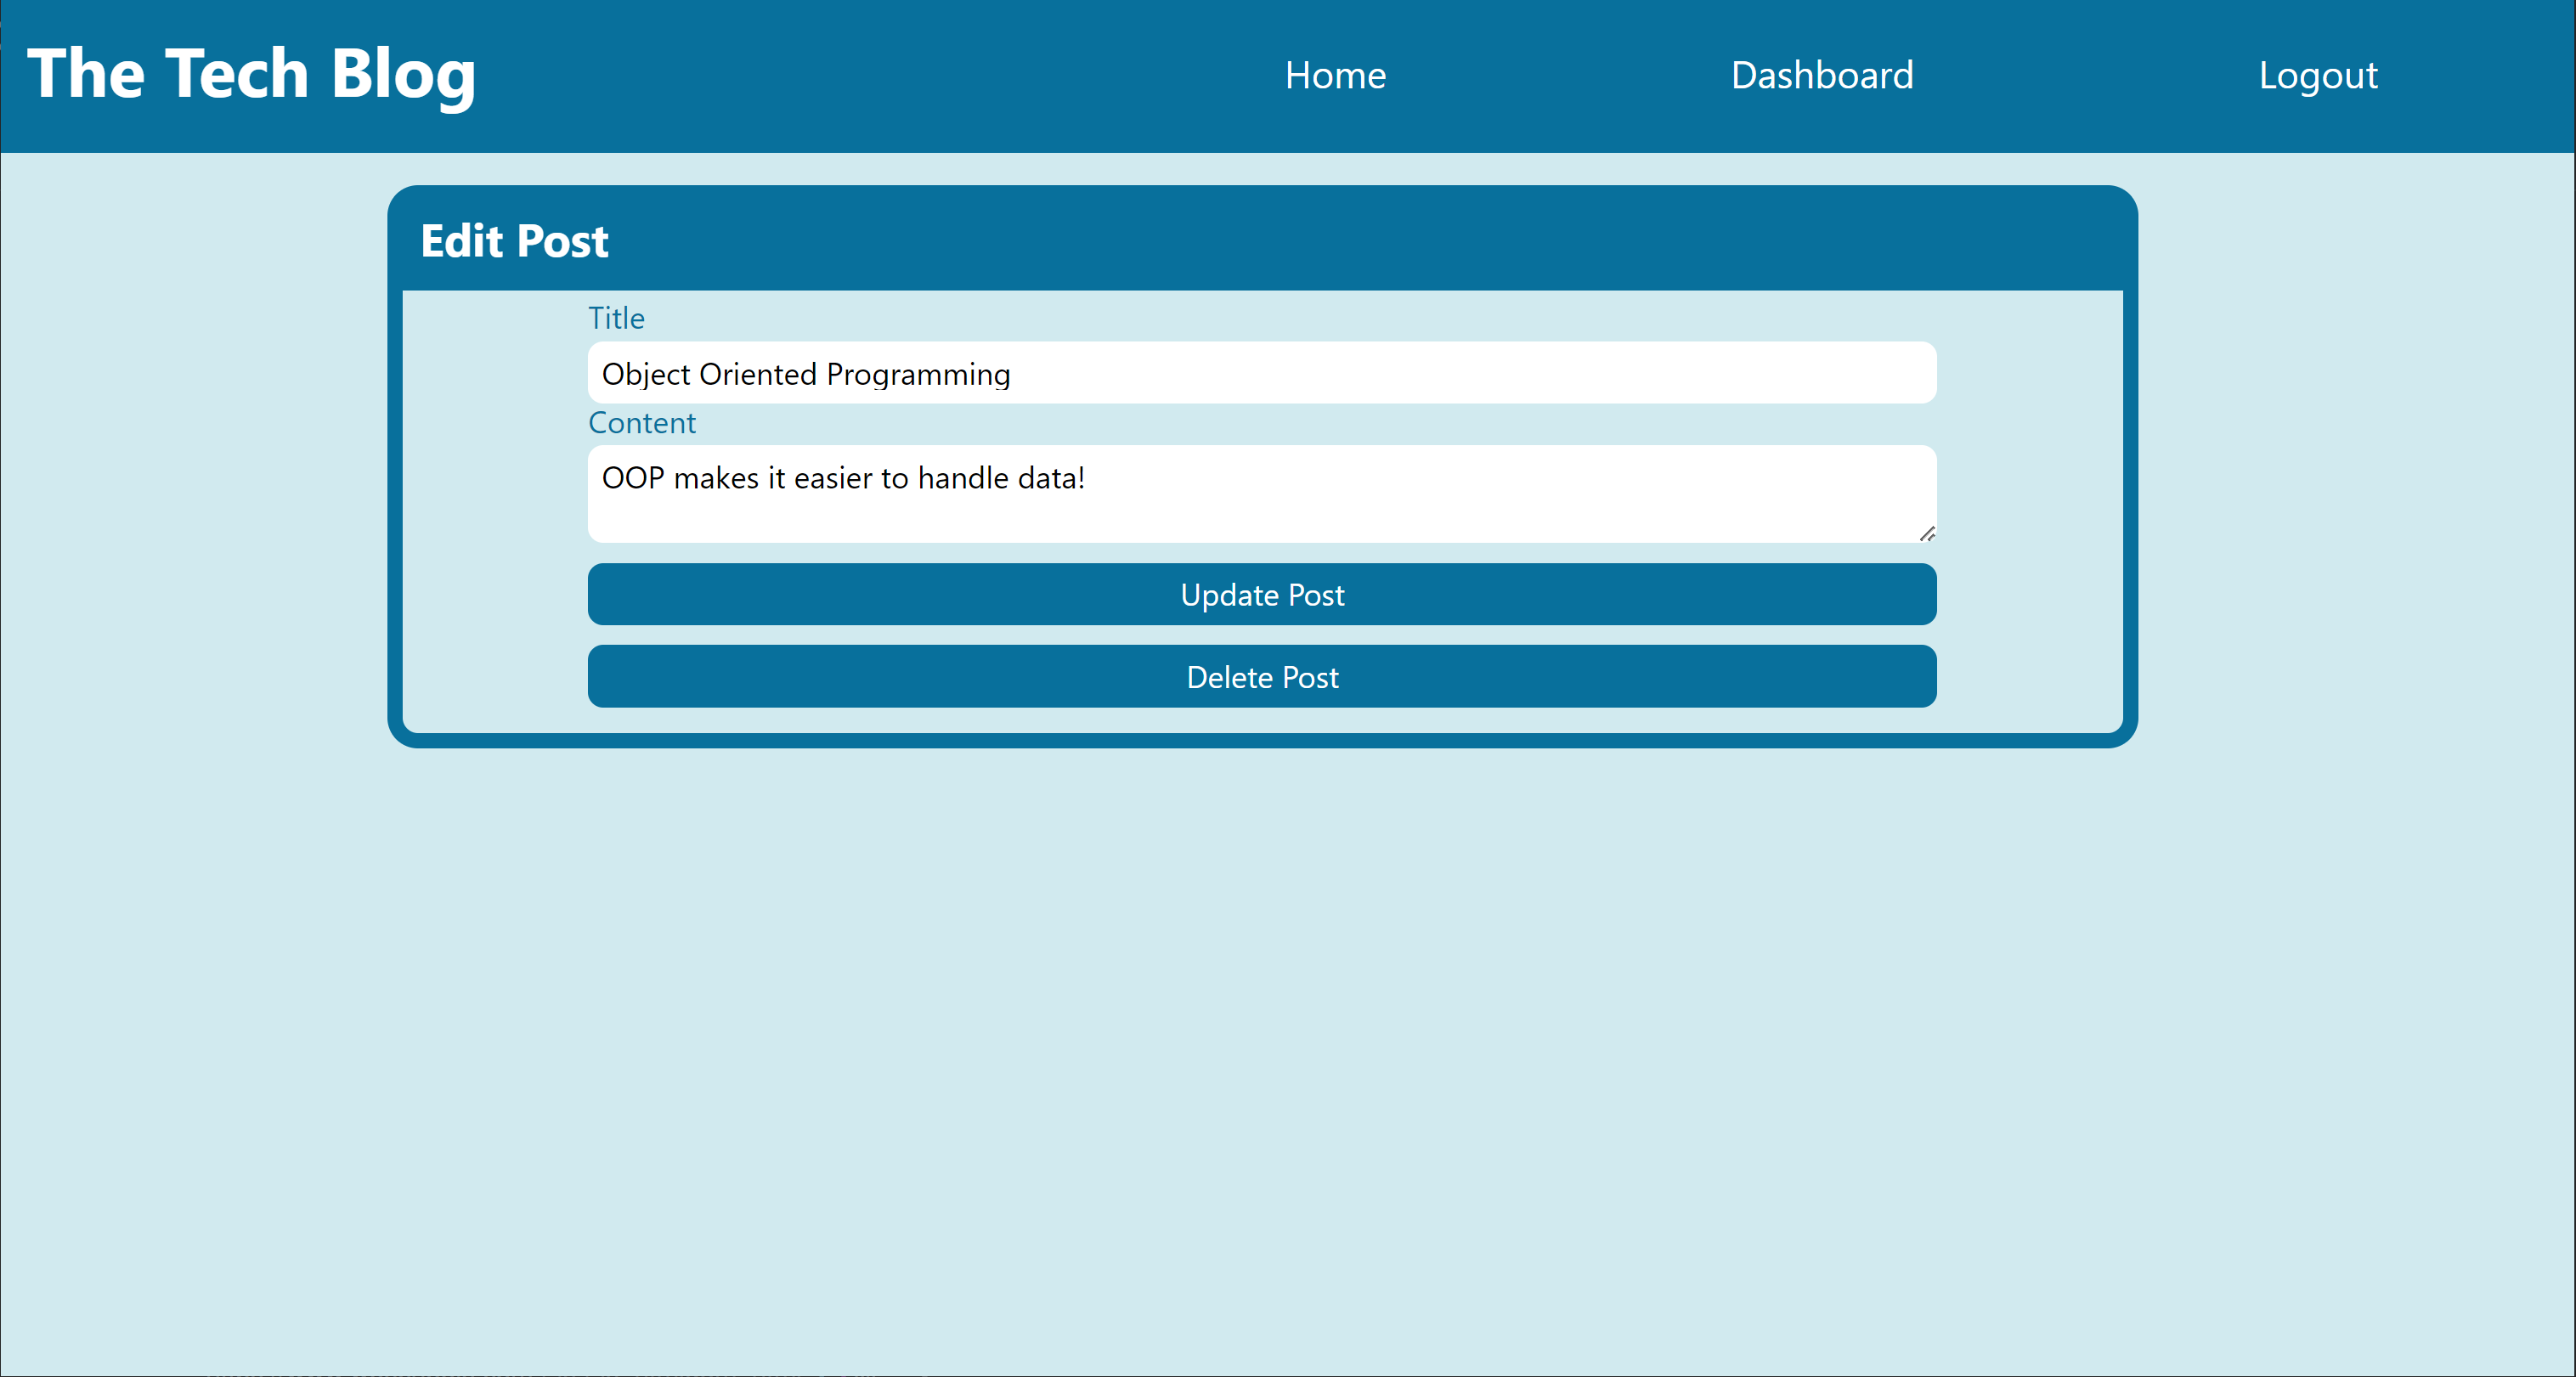 The Tech Blog
Home
Dashboard
Logout
Edit Post
Title
Object Oriented Programming
Content
OOP makes it easier to handle data!
Update Post
Delete Post